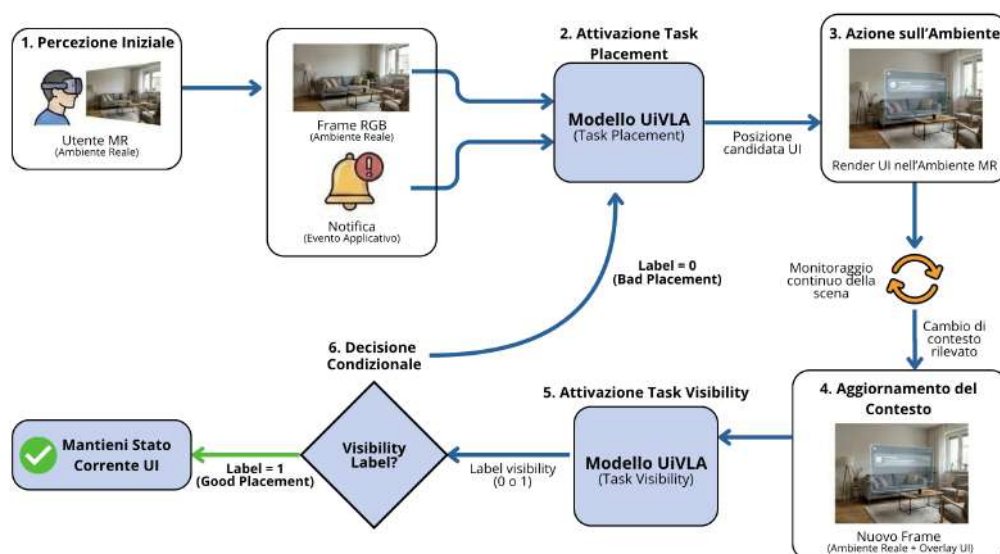 1. Percezione Iniziale
Utente MR
(Ambiente Reale)
Frame RGB
(Ambiente Reale)
Notifica
(Evento Applicativo)
2. Attivazione Task
Placement
Modello UiVLA
(Task Placement)
Posizione
candidata UI
3. Azione sull'Ambiente
Render UI nell'Ambiente MR
Monitoraggio
continuo della
scena
Cambio di
contesto
rilevato
4. Aggiornamento del
Contesto
Nuovo Frame
(Ambiente Reale + Overlay UI)
5. Attivazione Task Visibility
Modello UiVLA
(Task Visibility)
Label visibility
(0 o 1)
6. Decisione
Condizionale
Visibility
Label?
Label = 0
(Bad Placement)
Label = 1
(Good Placement)
Mantieni Stato
Corrente UI